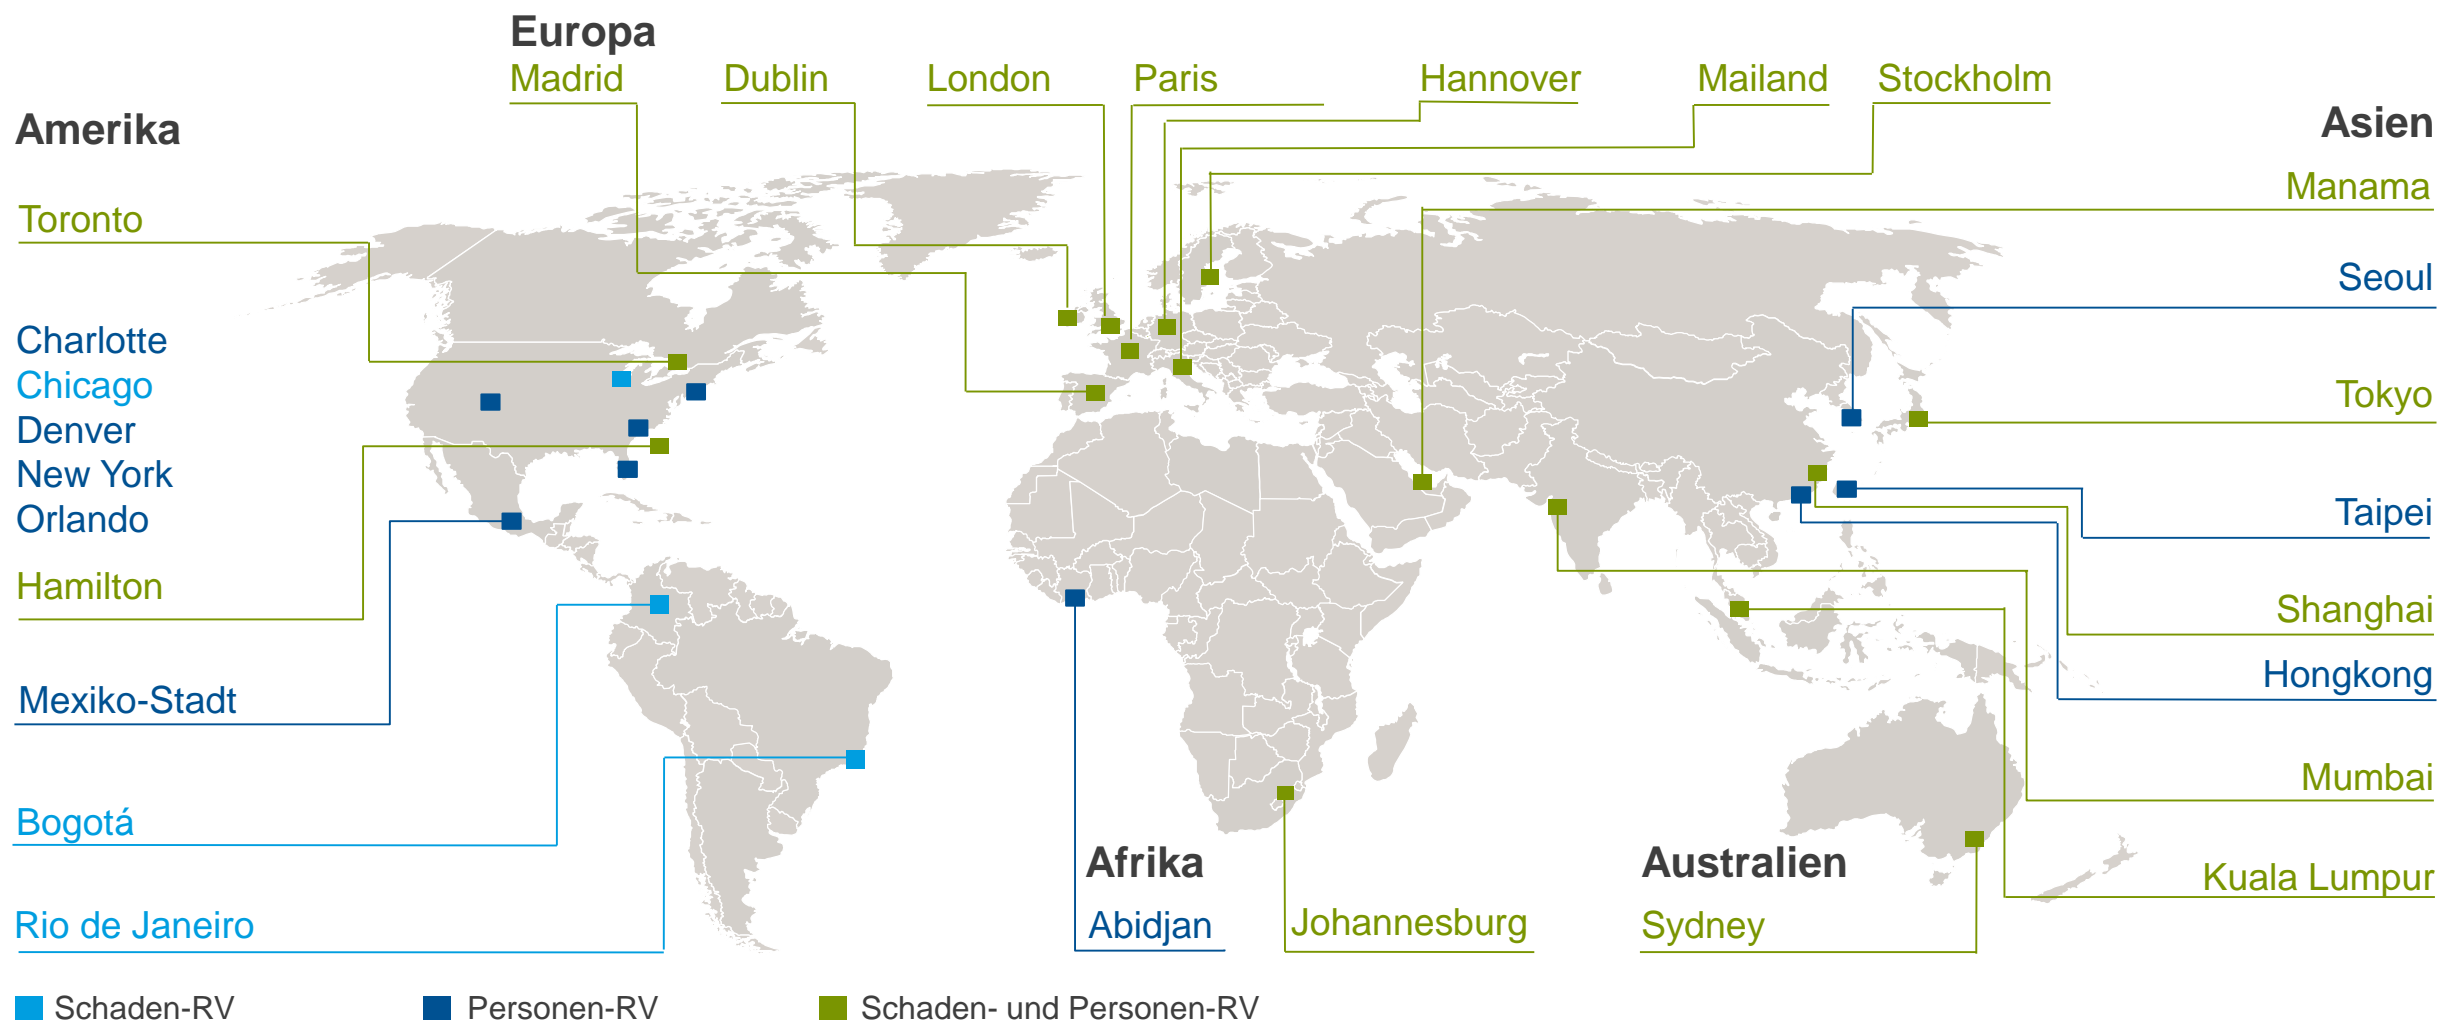 Europa
Madrid
Dublin
London
Paris
Hannover
Mailand
Stockholm
Amerika
Toronto
Charlotte
Chicago
Denver
New York
Orlando
Hamilton
Mexiko-Stadt
Bogotá
Rio de Janeiro
Afrika
Abidjan
Johannesburg
Australien
Sydney
Asien
Manama
Seoul
Tokyo
Taipei
Shanghai
Hongkong
Mumbai
Kuala Lumpur
Schaden-RV
Personen-RV
Schaden- und Personen-RV